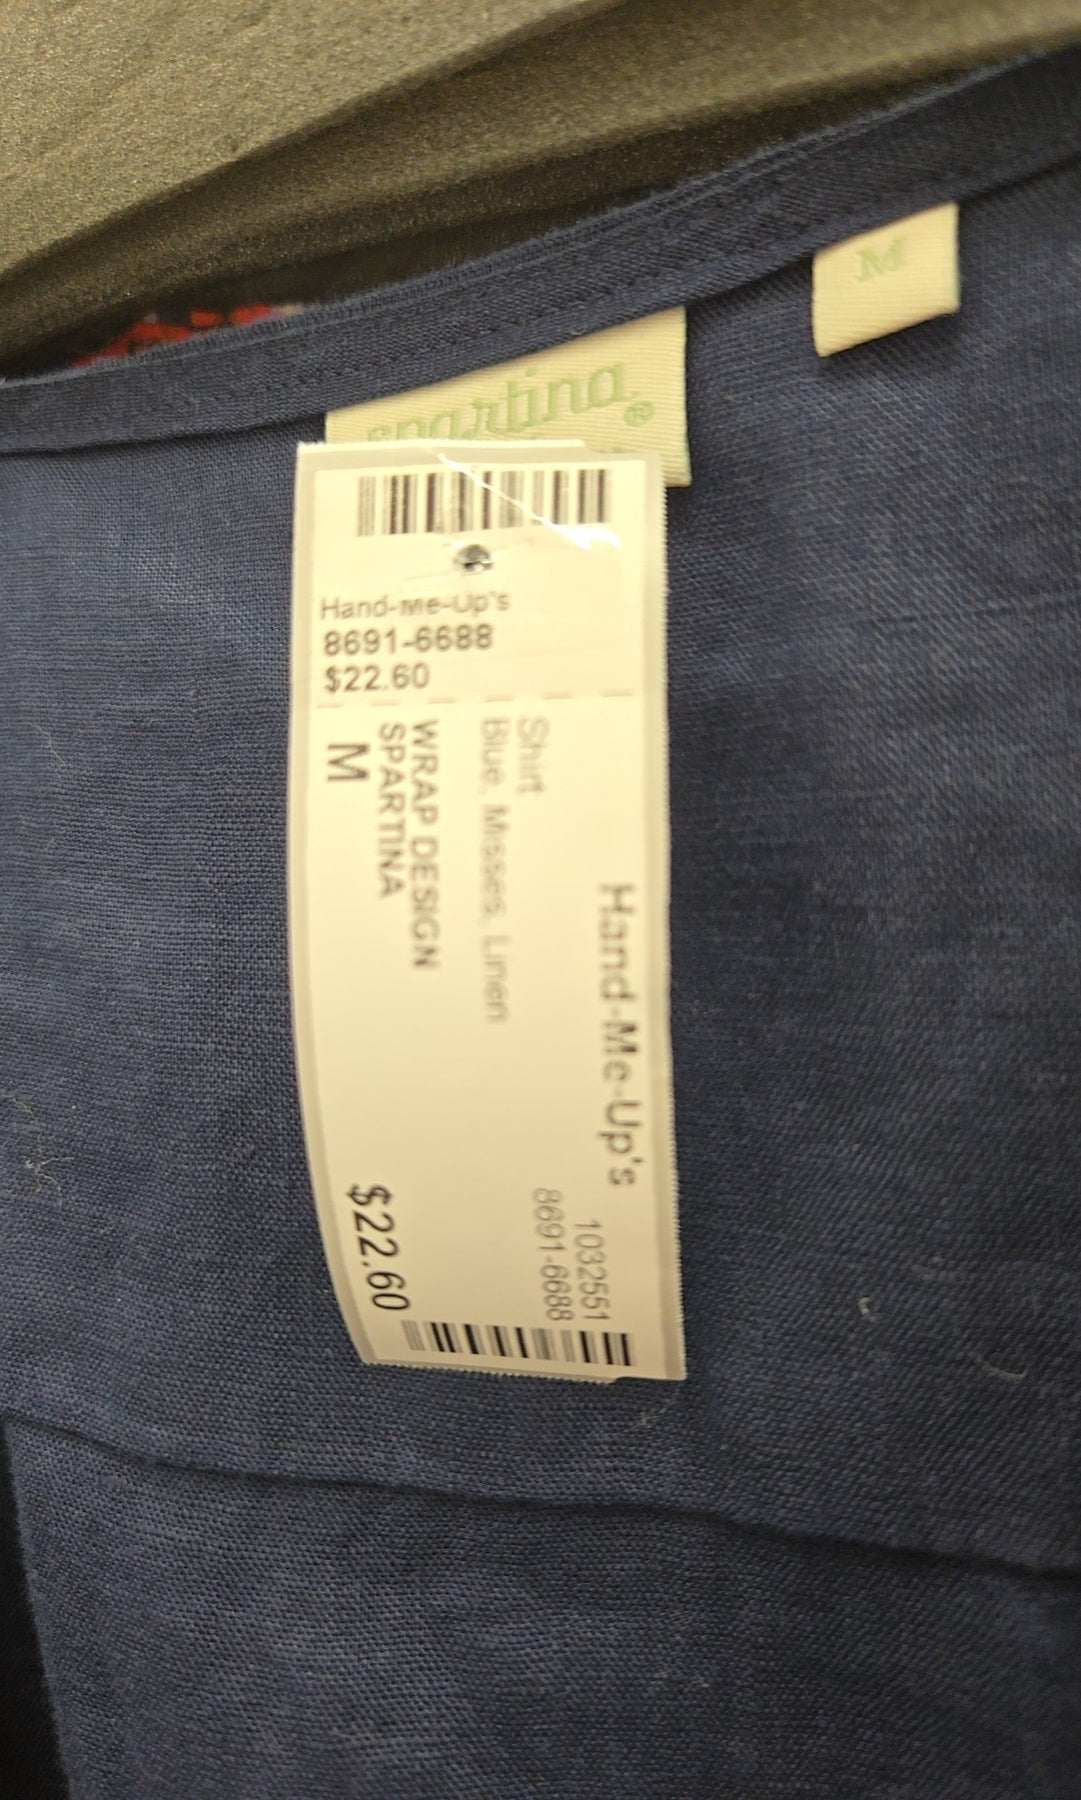 M
spartina®
Hand-Me-Up's
8691-6688
$22.60
Hand-Me-Up's
1032551
8691-6688
Shirt
Blue, Misses, Linen
WRAP DESIGN
SPARTINA
M
$22.60